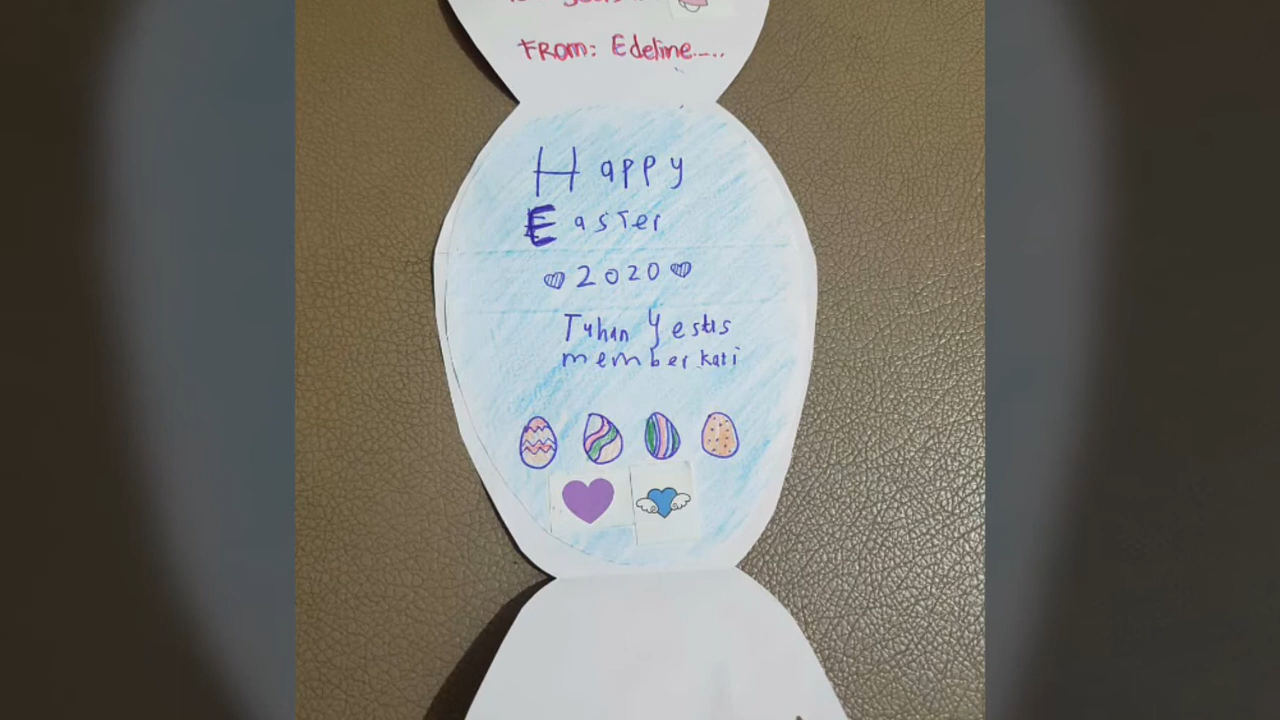 FROM: Edeline.....
Happy
Easter
2020
Tuhan Yesus
memberkati